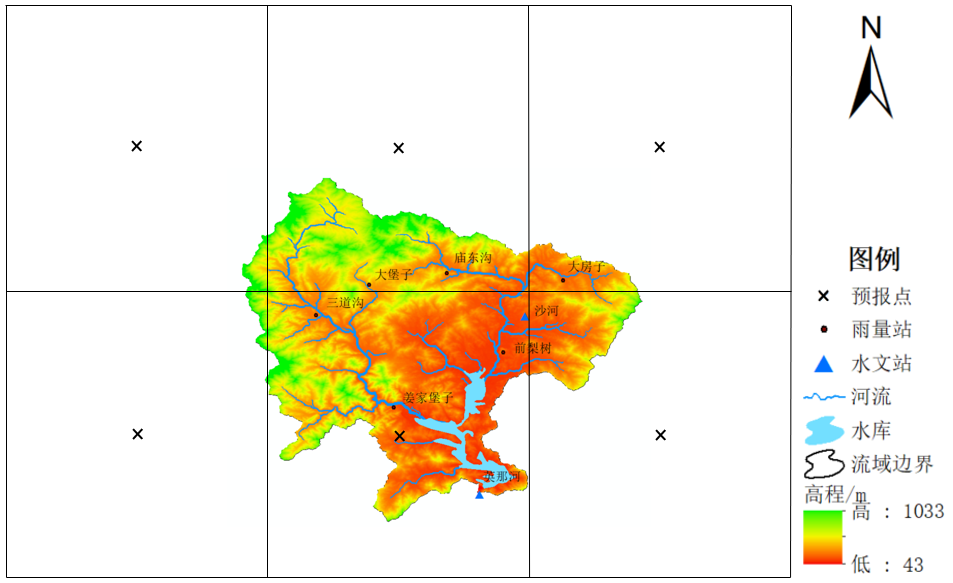 N
庙东沟
大房子
大堡子
三道沟
沙河
前梨树
姜家堡子
英那河
图例
预报点
雨量站
水文站
河流
水库
流域边界
高程/m
高 : 1033
低 : 43